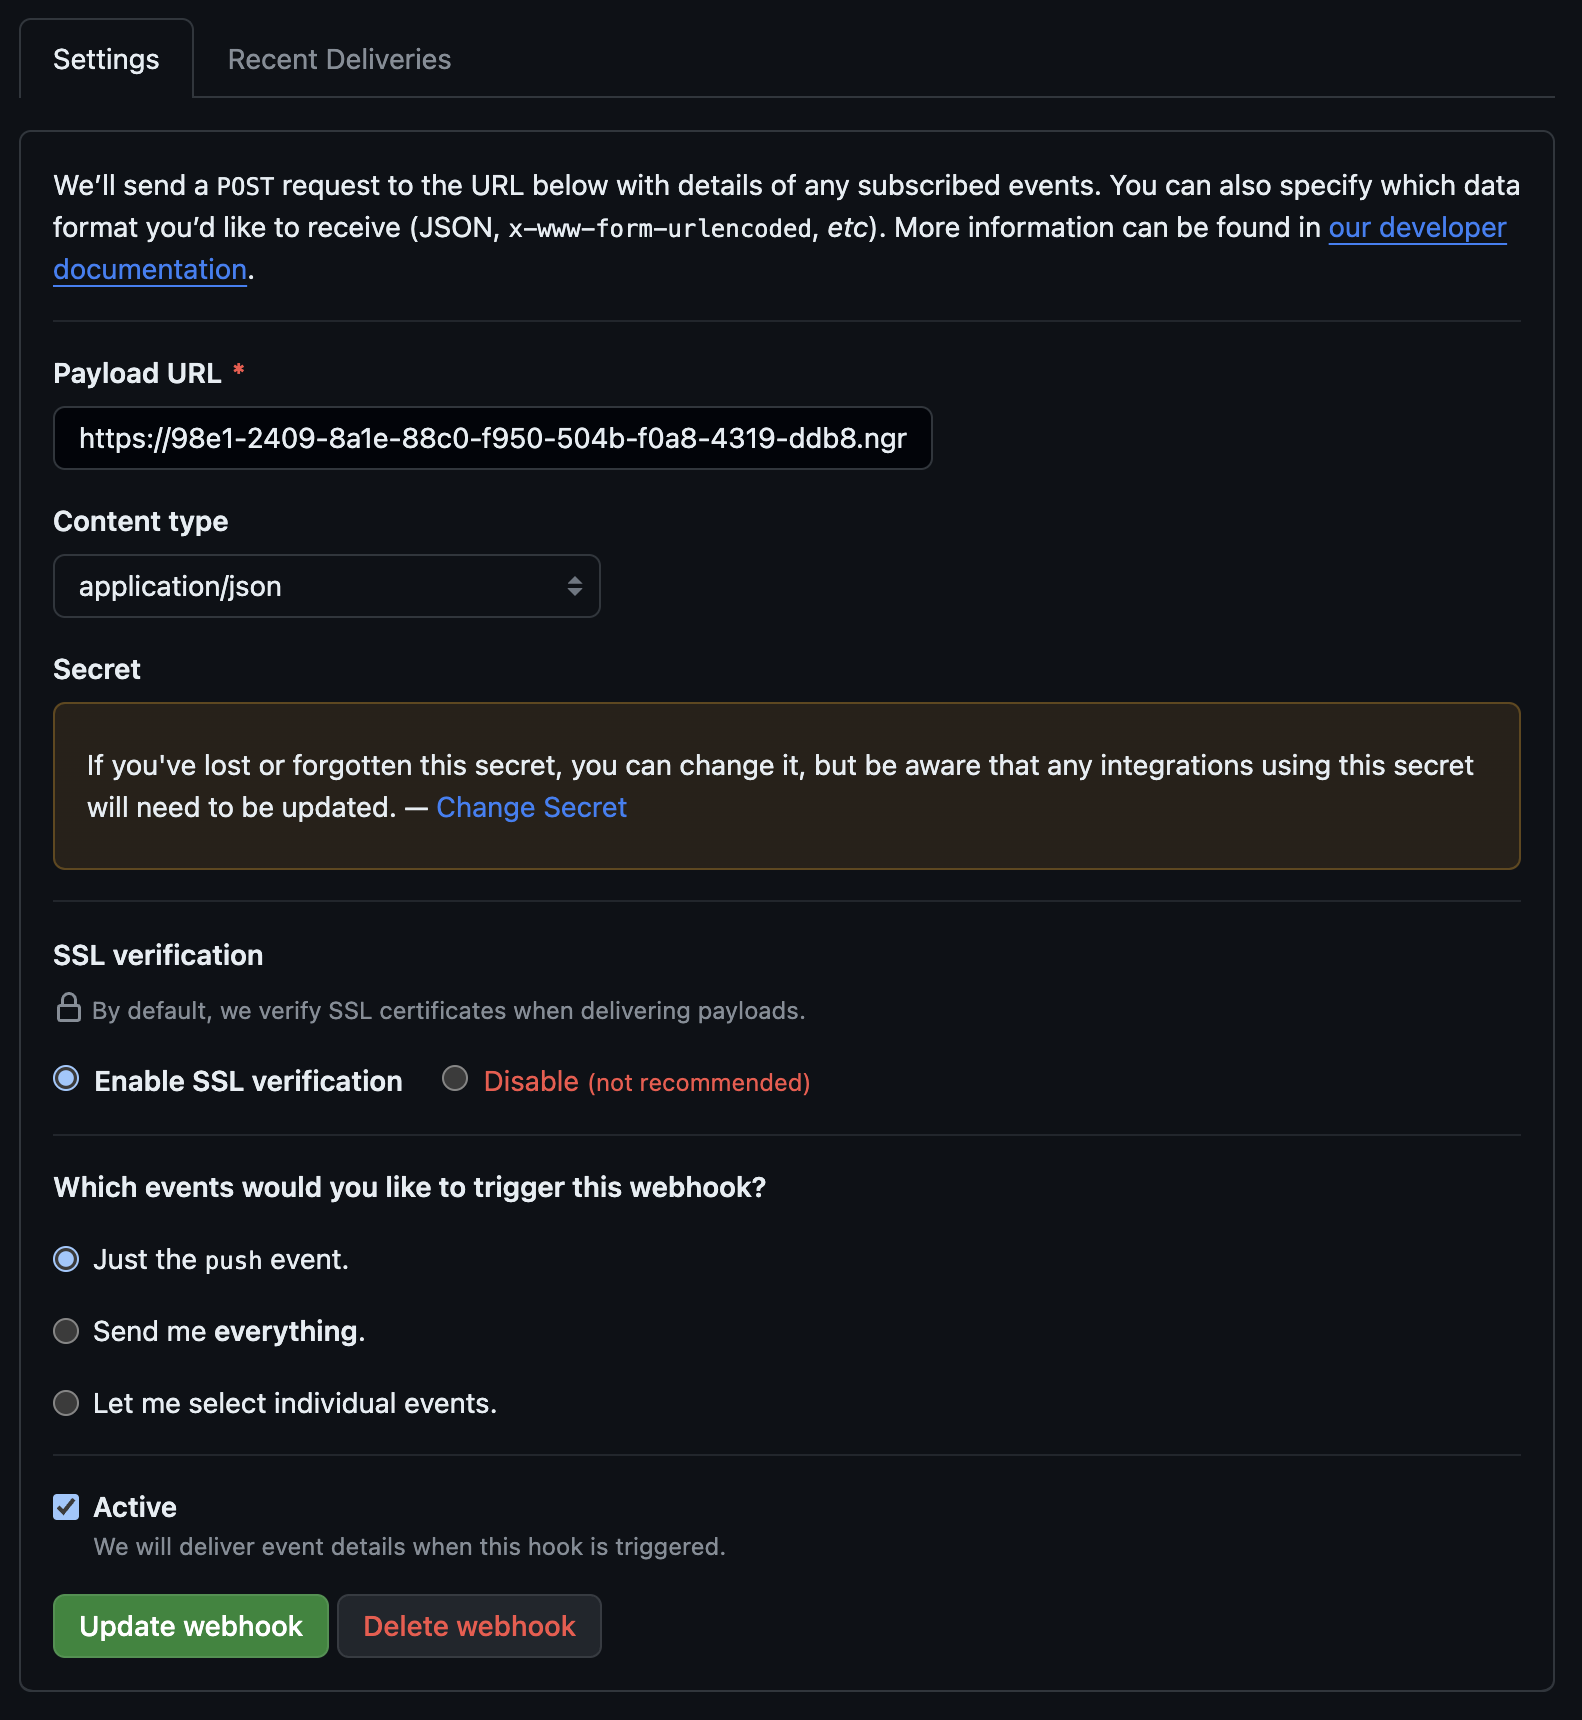 Settings
Recent Deliveries
We’ll send a POST request to the URL below with details of any subscribed events. You can also specify which data
format you’d like to receive (JSON, x-www-form-urlencoded, etc). More information can be found in our developer
documentation.
Payload URL *
https://98e1-2409-8a1e-88c0-f950-504b-f0a8-4319-ddb8.ngr
Content type
application/json
Secret
If you've lost or forgotten this secret, you can change it, but be aware that any integrations using this secret
will need to be updated. — Change Secret
SSL verification
By default, we verify SSL certificates when delivering payloads.
Enable SSL verification
Disable (not recommended)
Which events would you like to trigger this webhook?
Just the push event.
Send me everything.
Let me select individual events.
Active
We will deliver event details when this hook is triggered.
Update webhook
Delete webhook